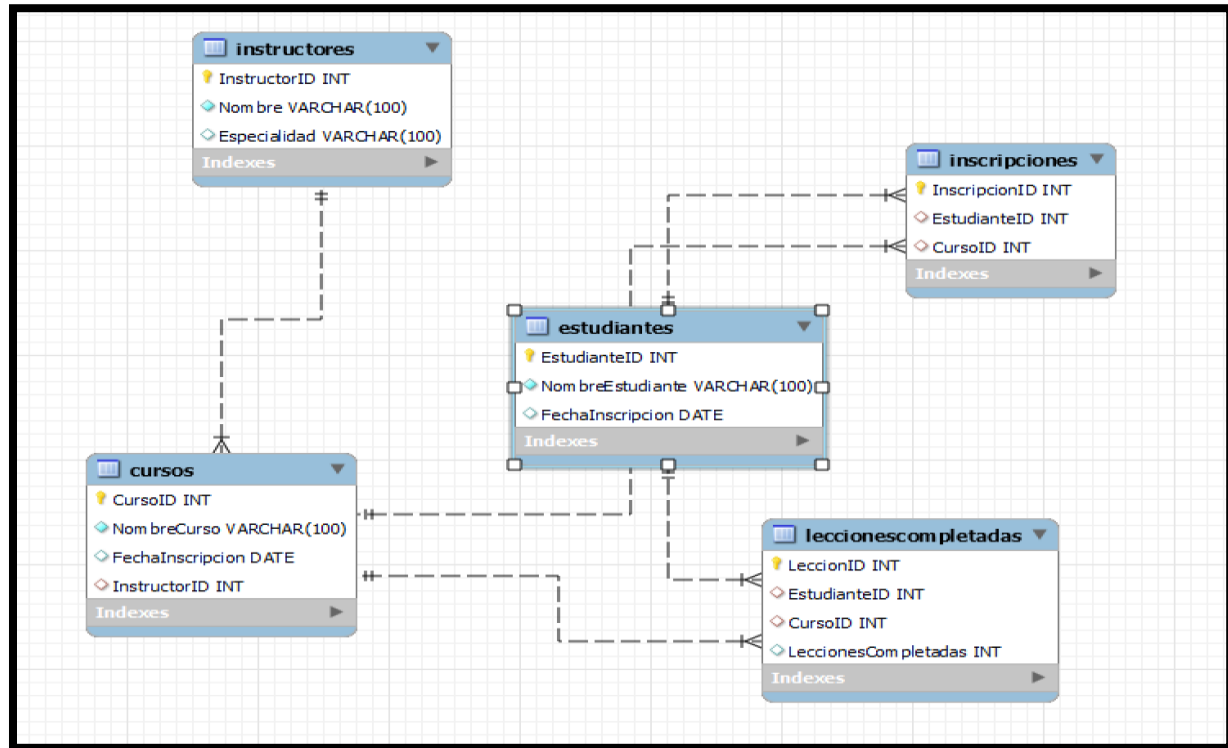 instructores
InstructorID INT
Nombre VARCHAR(100)
Especialidad VARCHAR(100)
Indexes
inscripciones
InscripcionID INT
EstudianteID INT
CursoID INT
Indexes
estudiantes
EstudianteID INT
NombreEstudiante VARCHAR(100)
FechaInscripcion DATE
Indexes
cursos
CursoID INT
NombreCurso VARCHAR(100)
FechaInscripcion DATE
InstructorID INT
Indexes
leccionescompletadas
LeccionID INT
EstudianteID INT
CursoID INT
LeccionesCompletadas INT
Indexes